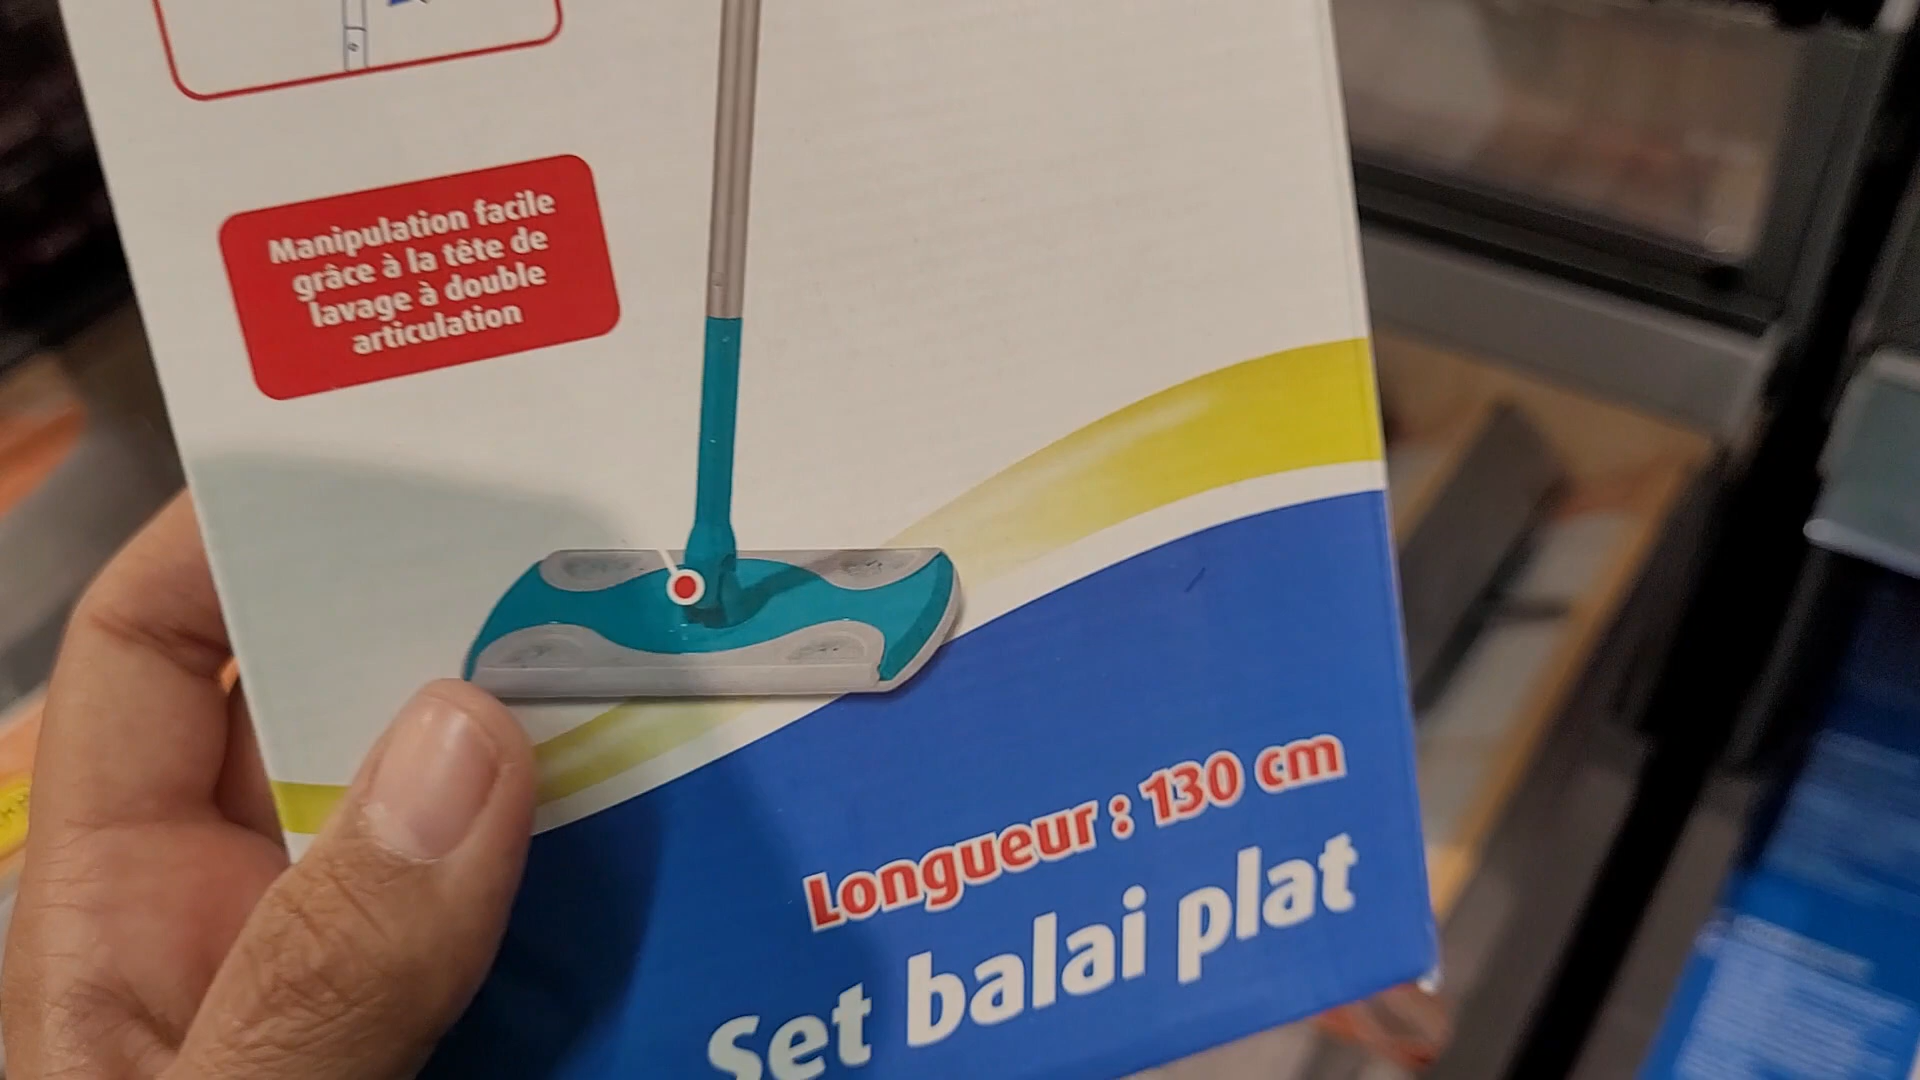 Manipulation facile
grâce à la tête de
lavage à double
articulation
Longueur : 130 cm
Set balai plat